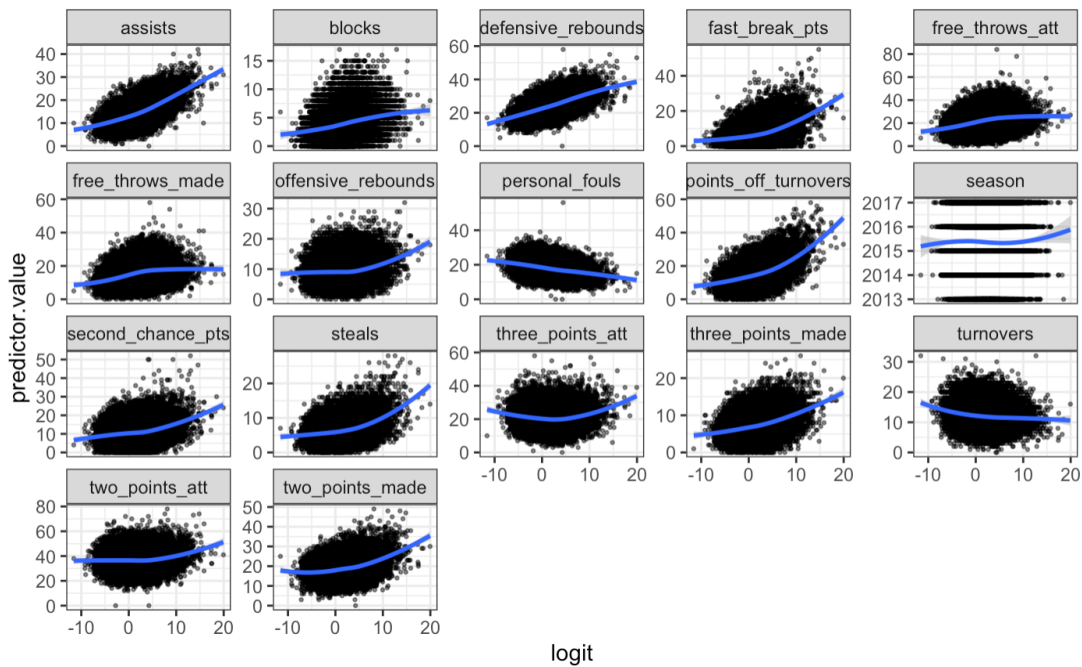 assists blocks defensive_rebounds fast_break_pts free_throws_att
40 30 20 10 0
15 10 5 0
60 40 20 0
40 20 0
80 60 40 20 0
free_throws_made offensive_rebounds personal_fouls points_off_turnovers season
60 40 20 0
30 20 10 0
60 40 20 0
60 40 20 0
2017 2016 2015 2014 2013
second_chance_pts steals three_points_att three_points_made turnovers
50 40 30 20 10 0
20 10 0
60 40 20 0
20 10 0
30 20 10 0
-10 0 10 20 -10 0 10 20 -10 0 10 20
two_points_att two_points_made
80 60 40 20 0
50 40 30 20 10 0
-10 0 10 20 -10 0 10 20
predictor.value
logit